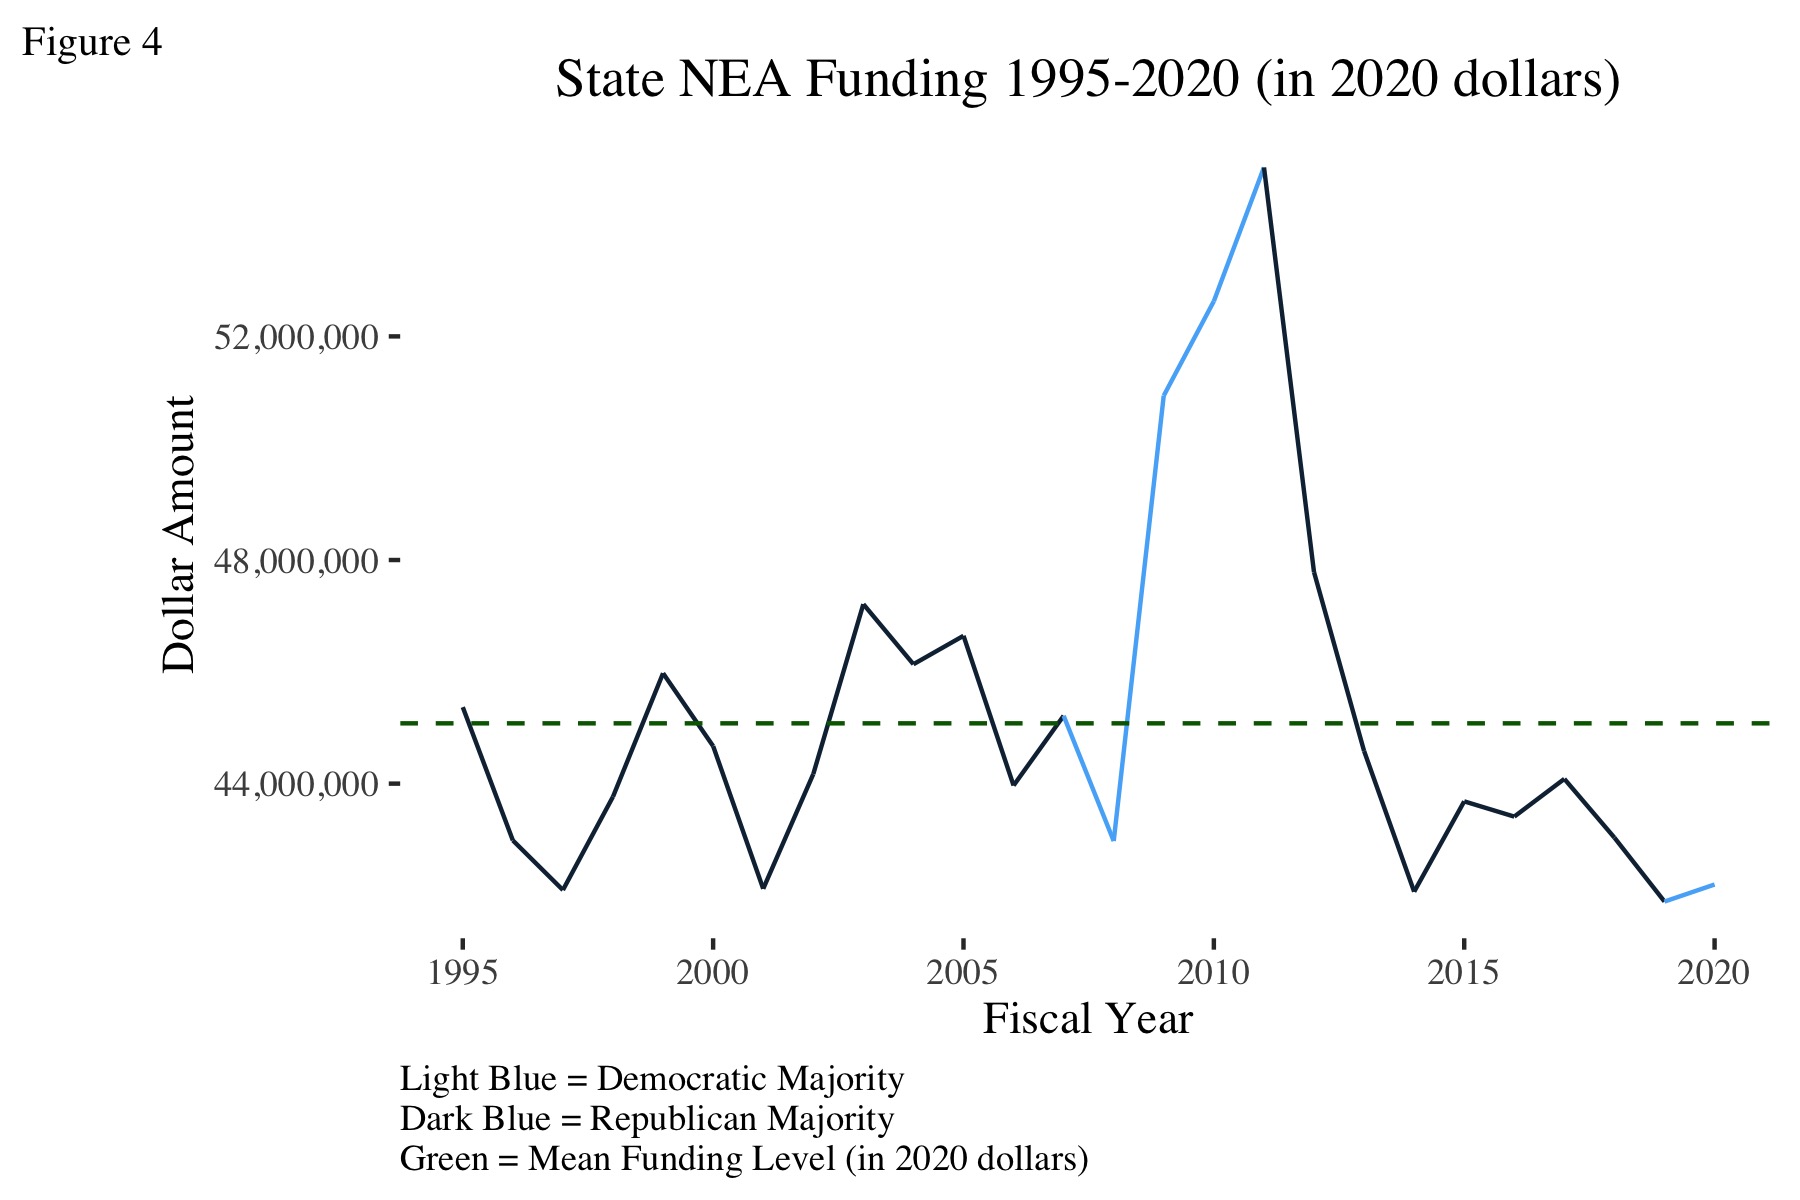 Figure 4
State NEA Funding 1995-2020 (in 2020 dollars)
Dollar Amount
52,000,000
48,000,000
44,000,000
1995 2000 2005 2010 2015 2020
Fiscal Year
Light Blue = Democratic Majority
Dark Blue = Republican Majority
Green = Mean Funding Level (in 2020 dollars)